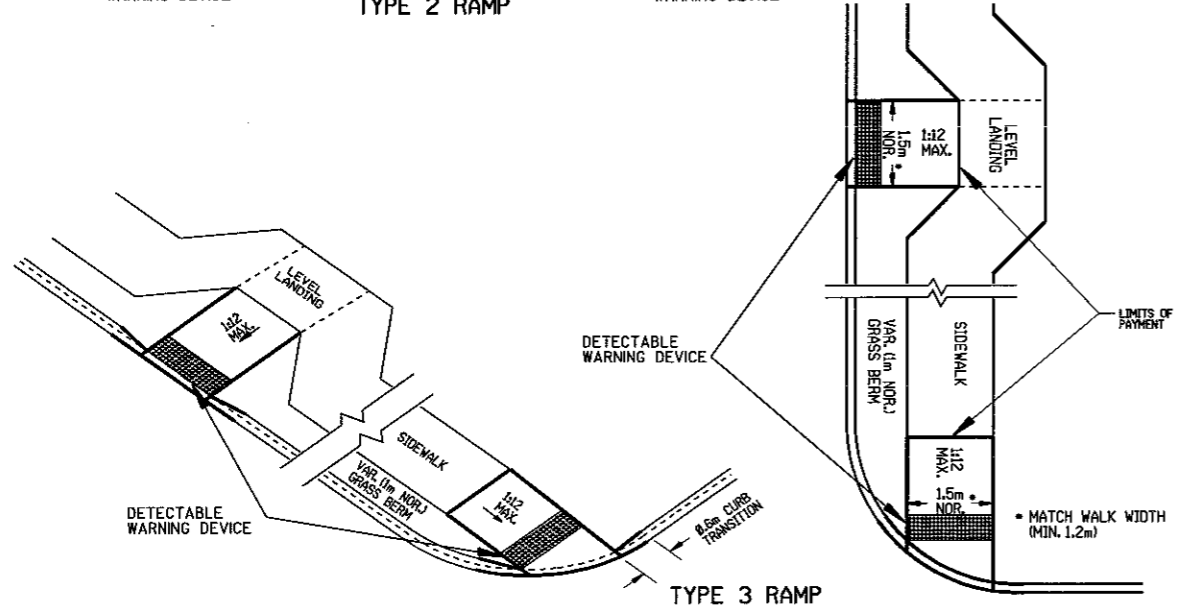 TYPE 2 RAMP
1:12
MAX.
1.5m *
NOR.
LEVEL
LANDING
LEVEL
LANDING
1:12
MAX.
LIMITS OF
PAYMENT
DETECTABLE
WARNING DEVICE
VAR. (1m NOR.)
GRASS BERM
SIDEWALK
SIDEWALK
VAR. (1m NOR.)
GRASS BERM
1:12
MAX.
1:12
MAX.
1.5m *
NOR.
0.6m CURB
TRANSITION
DETECTABLE
WARNING DEVICE
* MATCH WALK WIDTH
(MIN. 1.2m)
TYPE 3 RAMP